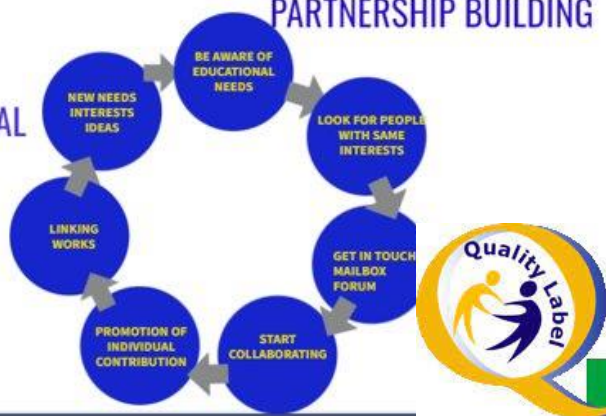 PARTNERSHIP BUILDING
AL
BE AWARE OF
EDUCATIONAL
NEEDS
LOOK FOR PEOPLE
WITH SAME
INTERESTS
GET IN TOUCH
MAILBOX
FORUM
START
COLLABORATING
PROMOTION OF
INDIVIDUAL
CONTRIBUTION
LINKING
WORKS
NEW NEEDS
INTERESTS
IDEAS
Quality Label